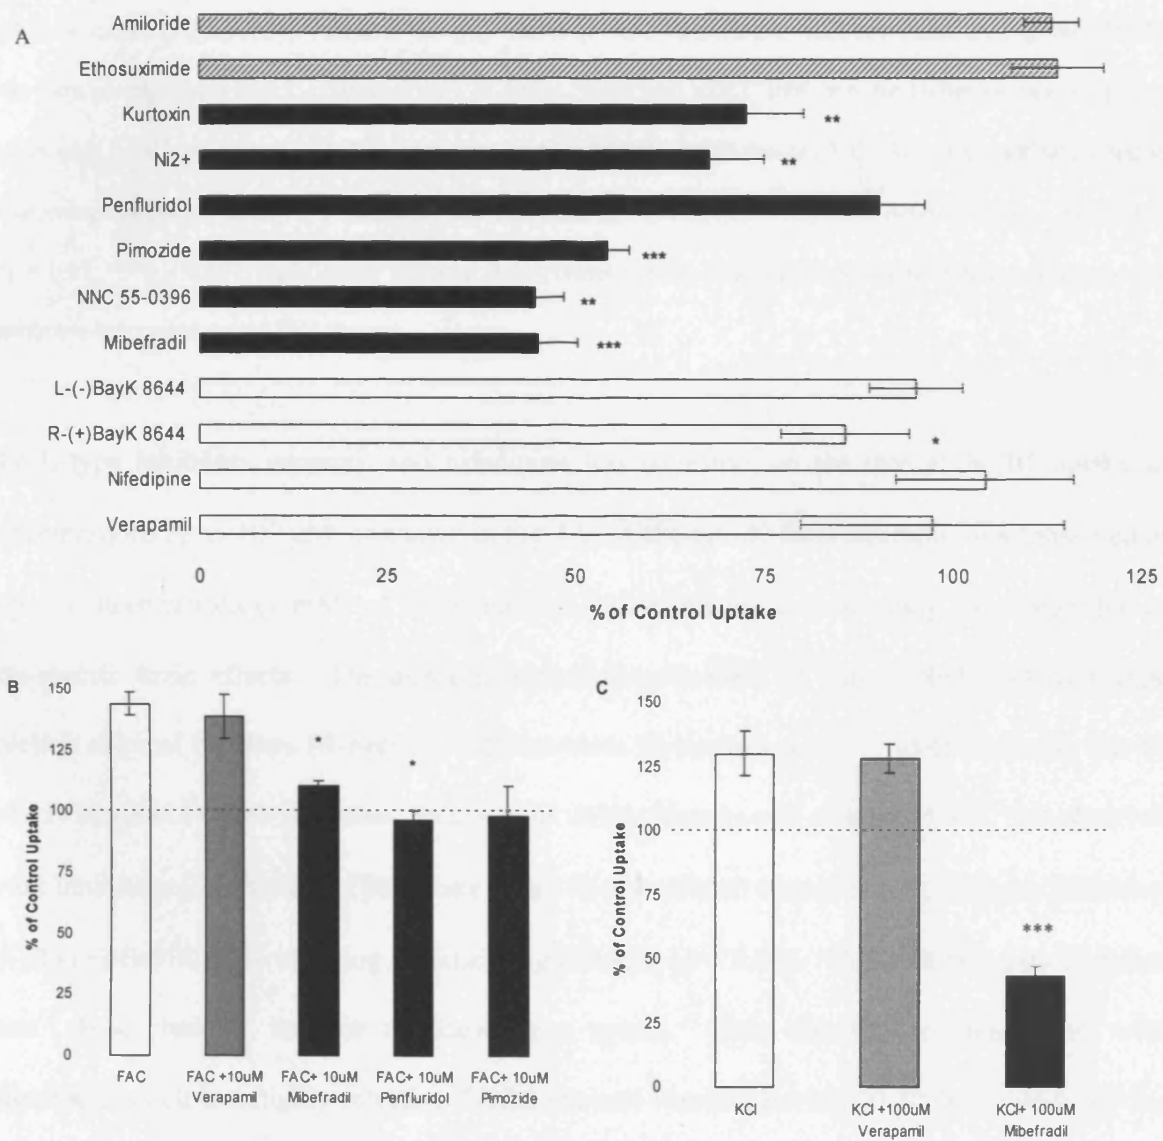 A
Amiloride
Ethosuximide
Kurtoxin
**
Ni2+
**
Penfluridol
Pimozide
***
NNC 55-0396
**
Mibefradil
***
L-(-)BayK 8644
R-(+)BayK 8644
*
Nifedipine
Verapamil
0 25 50 75 100 125
% of Control Uptake
B
% of Control Uptake
150
125
100
75
50
25
0
*
*
FAC
FAC +10uM Verapamil
FAC+ 10uM Mibefradil
FAC+ 10uM Penfluridol
FAC+ 10uM Pimozide
C
% of Control Uptake
150
125
100
75
50
25
0
***
KCl
KCl +100uM Verapamil
KCl+ 100uM Mibefradil